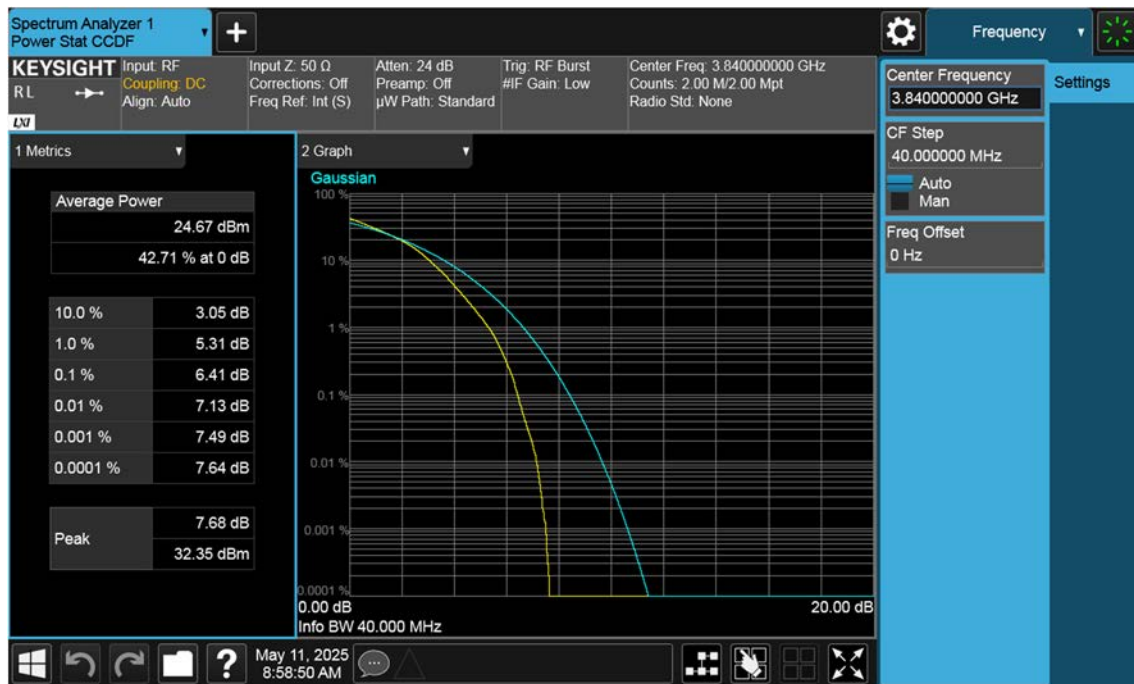 Spectrum Analyzer 1
Power Stat CCDF
+
Frequency
KEYSIGHT
RL
LXI
Input: RF
Coupling: DC
Align: Auto
Input Z: 50 Ω
Corrections: Off
Freq Ref: Int (S)
Atten: 24 dB
Preamp: Off
µW Path: Standard
Trig: RF Burst
#IF Gain: Low
Center Freq: 3.840000000 GHz
Counts: 2.00 M/2.00 Mpt
Radio Std: None
Center Frequency
3.840000000 GHz
Settings
CF Step
40.000000 MHz
Auto
Man
Freq Offset
0 Hz
1 Metrics
Average Power
24.67 dBm
42.71 % at 0 dB
10.0 % 3.05 dB
1.0 % 5.31 dB
0.1 % 6.41 dB
0.01 % 7.13 dB
0.001 % 7.49 dB
0.0001 % 7.64 dB
Peak
7.68 dB
32.35 dBm
2 Graph
Gaussian
100 %
10 %
1 %
0.1 %
0.01 %
0.001 %
0.0001 %
0.00 dB 20.00 dB
Info BW 40.000 MHz
?
May 11, 2025
8:58:50 AM